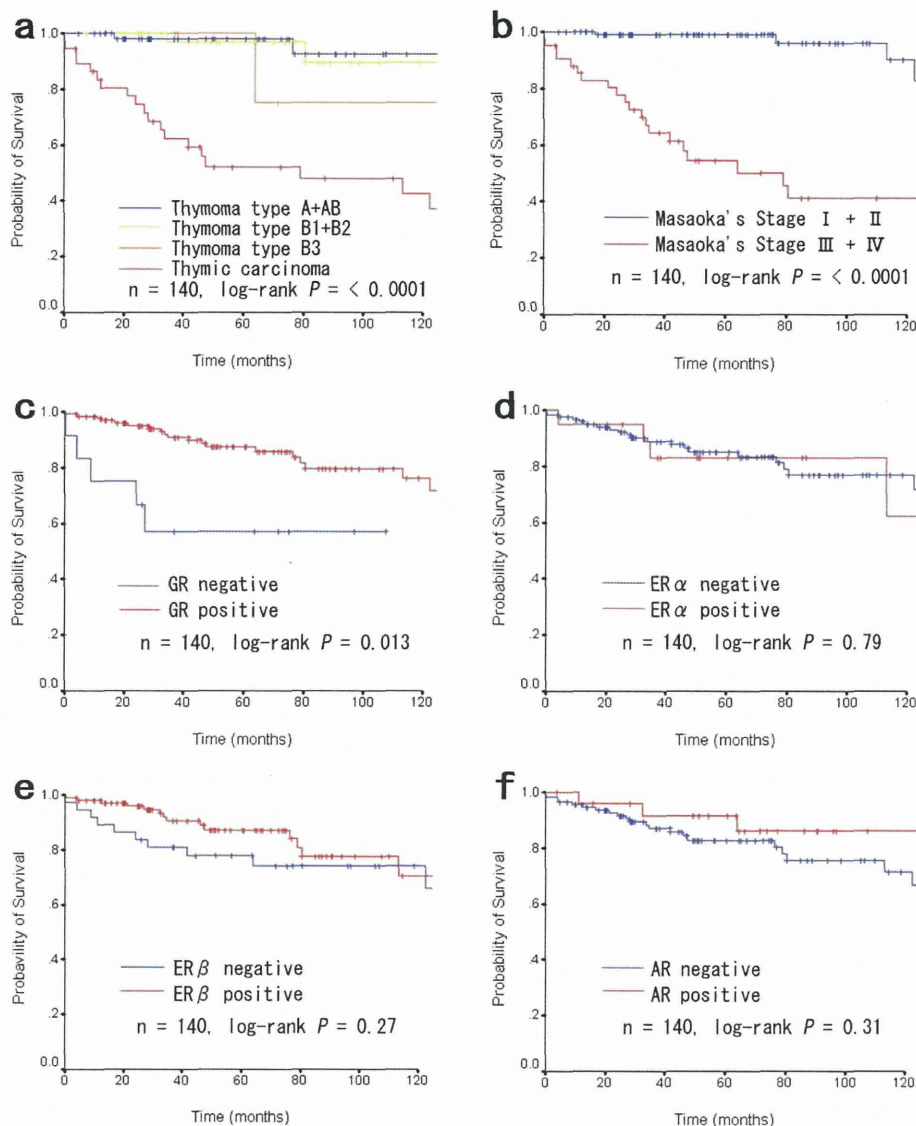 a
Probability of Survival
1.0
.8
.6
.4
.2
0.0
Thymoma type A+AB
Thymoma type B1+B2
Thymoma type B3
Thymic carcinoma
n = 140, log-rank P = < 0.0001
0 20 40 60 80 100 120
Time (months)
b
Probability of Survival
1.0
.8
.6
.4
.2
0.0
Masaoka's Stage Ⅰ + Ⅱ
Masaoka's Stage Ⅲ + Ⅳ
n = 140, log-rank P = < 0.0001
0 20 40 60 80 100 120
Time (months)
c
Probability of Survival
1.0
.8
.6
.4
.2
0.0
GR negative
GR positive
n = 140, log-rank P = 0.013
0 20 40 60 80 100 120
Time (months)
d
Probability of Survival
1.0
.8
.6
.4
.2
0.0
ERα negative
ERα positive
n = 140, log-rank P = 0.79
0 20 40 60 80 100 120
Time (months)
e
Probavility of Survival
1.0
.8
.6
.4
.2
0.0
ERβ negative
ERβ positive
n = 140, log-rank P = 0.27
0 20 40 60 80 100 120
Time (months)
f
Probability of Survival
1.0
.8
.6
.4
.2
0.0
AR negative
AR positive
n = 140, log-rank P = 0.31
0 20 40 60 80 100 120
Time (months)